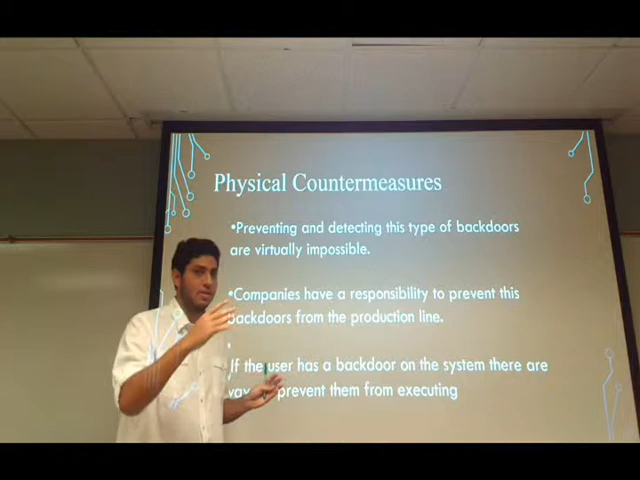 Physical Countermeasures
•Preventing and detecting this type of backdoors
are virtually impossible.
•Companies have a responsibility to prevent this
backdoors from the production line.
•
If the user has a backdoor on the system there are
prevent them from executing